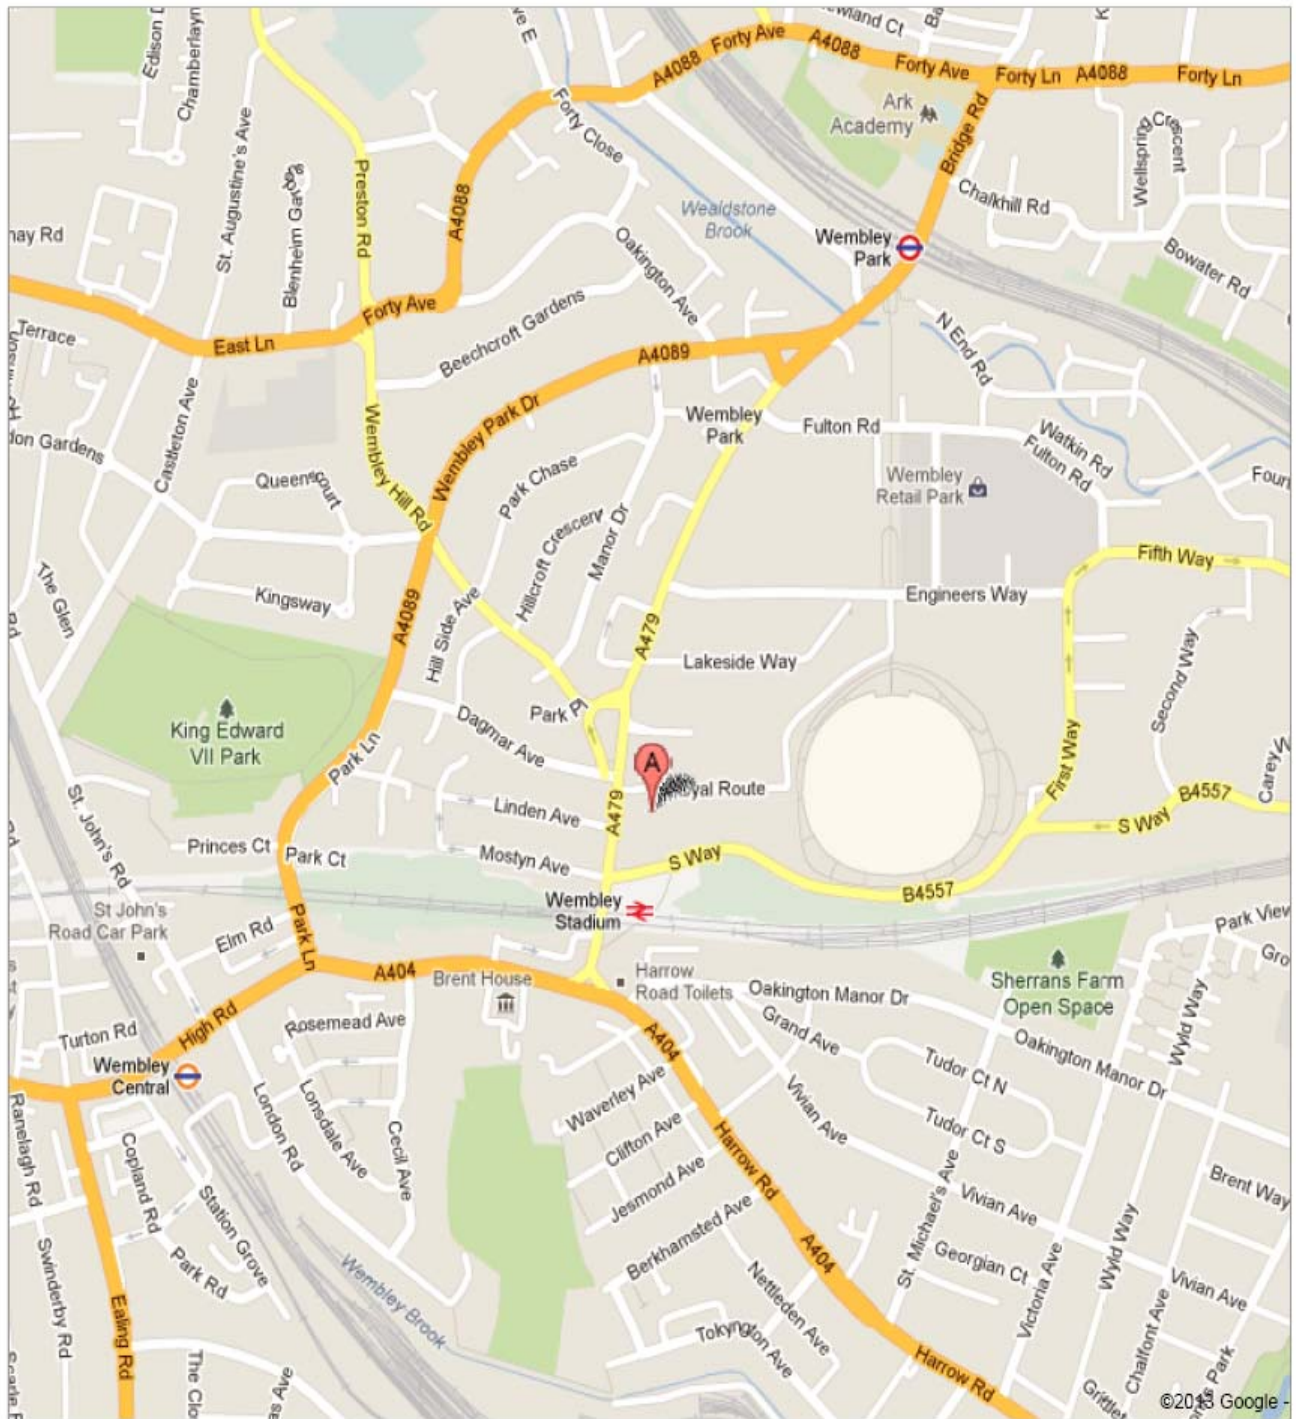 Edison
Chamberlayn
Forty Ave
A4088
Forty Ave
A4088
Forty Ln
A4088
Forty Ln
Ark
Academy
Bridge Rd
Forty Close
Wellspring
Crescent
St. Augustine's Ave
Preston Rd
A4088
Wealdstone
Brook
Chalkhill Rd
Wembley
Park
Blenheim
Oakington Ave
Bowater Rd
Forty Ave
East Ln
Terrace
Beechcroft Gardens
A4089
N End Rd
Castleton Ave
Wembley Park Dr
Wembley
Park
Fulton Rd
Watkin Rd
Fulton Rd
Gardens
Wembley Hill Rd
Queenscourt
Park Chase
Wembley
Retail Park
Hillcroft Crescent
Manor Dr
Fifth Way
The Glen
Kingsway
A4089
Hill Side Ave
A479
Engineers Way
Lakeside Way
Second Way
King Edward
VII Park
Park Pl
Dagmar Ave
Park Ln
First Way
A
Route
Linden Ave
A479
B4557
S Way
St. John's Rd
Princes Ct
Park Ct
Mostyn Ave
S Way
B4557
Wembley
Stadium
St John's
Road Car Park
Elm Rd
Park Ln
Park View
A404
Brent House
Harrow
Road Toilets
Oakington Manor Dr
Sherrans Farm
Open Space
High Rd
Rosemead Ave
Turton Rd
Grand Ave
A404
Wyld Way
Wembley
Central
Tudor Ct N
Oakington Manor Dr
Waverley Ave
Vivian Ave
Ranelagh Rd
London Rd
Lonsdale Ave
Cecil Ave
Clifton Ave
Tudor Ct S
Copland Rd
Harrow Rd
Jesmond Ave
Station Grove
Berkhamsted Ave
St. Michael's Ave
Vivian Ave
Brent Way
Park Rd
A404
Georgian Ct
Wyld Way
Swinderby Rd
Wembley Brook
Nettleden Ave
Victoria Ave
Vivian Ave
Ealing Rd
Tokyngton Ave
Chalfont Ave
Harrow Rd
Park
The
©2013 Google -